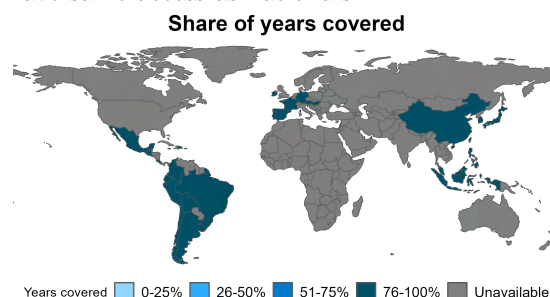 Share of years covered
Years covered 0-25% 26-50% 51-75% 76-100% Unavailable